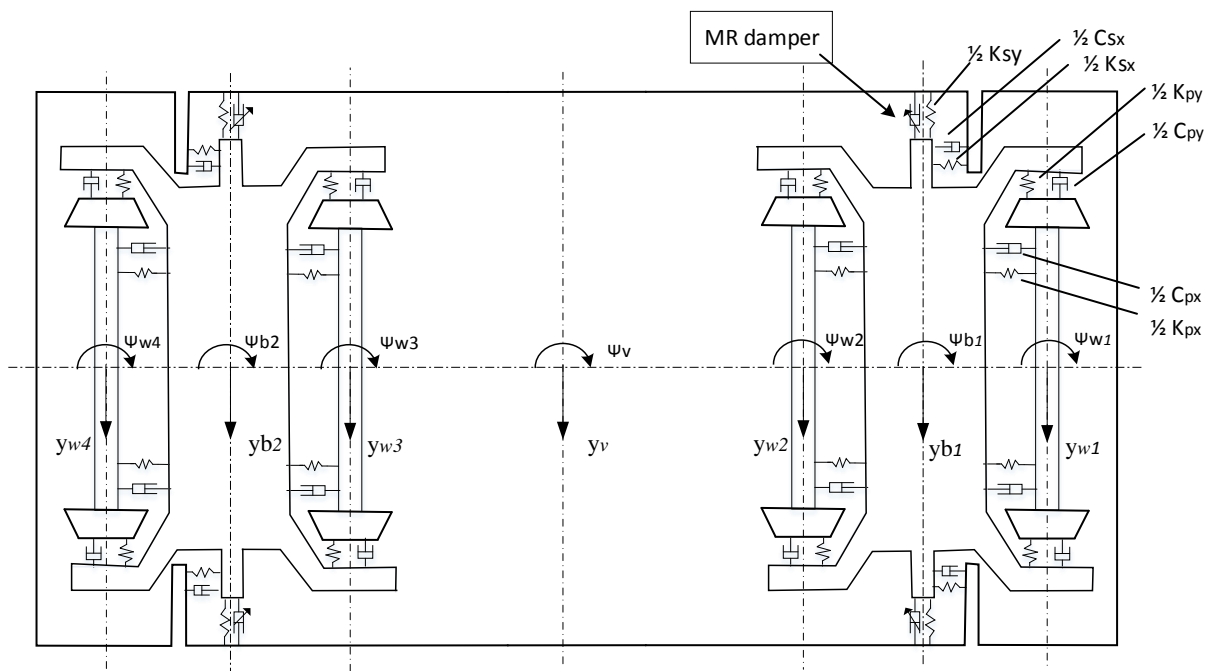 MR damper
½ Ksy
½ Csx
½ Ksx
½ Kpy
½ Cpy
½ Cpx
½ Kpx
Ψw4
Ψb2
Ψw3
Ψv
Ψw2
Ψb1
Ψw1
yw4
yb2
yw3
yv
yw2
yb1
yw1